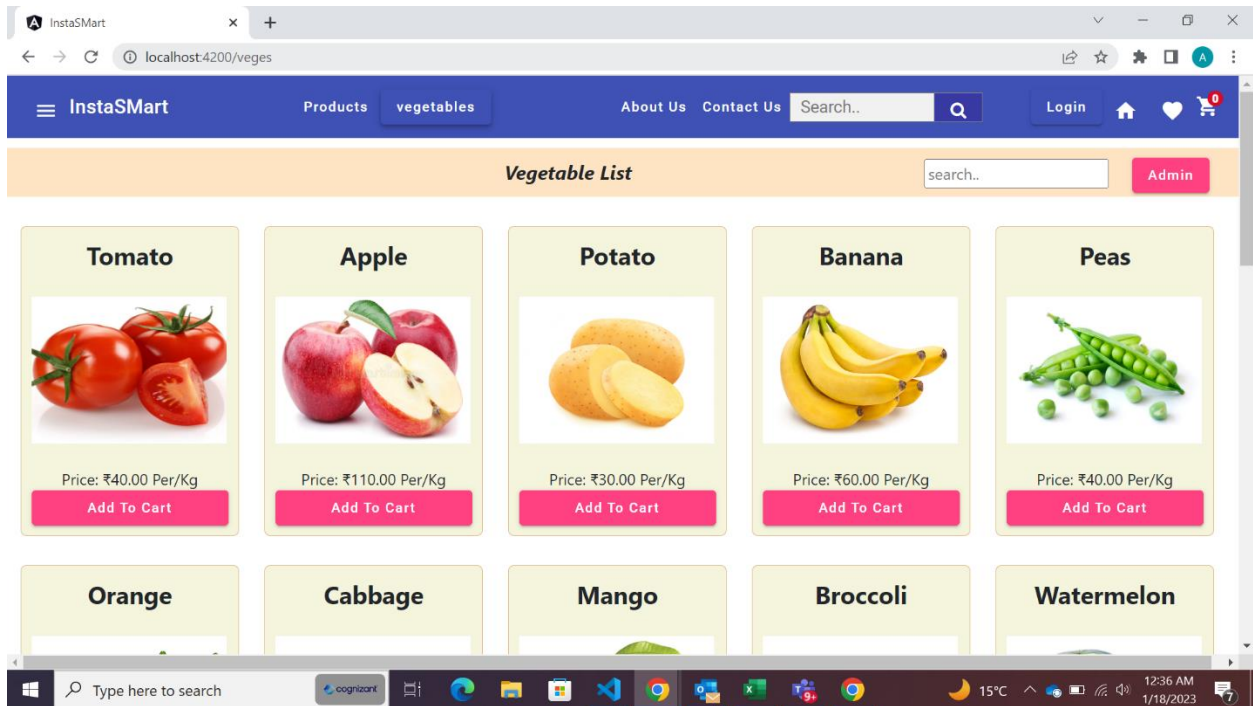 InstaSMart
localhost:4200/veges
A
InstaSMart Products vegetables About Us Contact Us Search.. Login 0
Vegetable List search.. Admin
Tomato Apple Potato Banana Peas
Price: ₹40.00 Per/Kg Price: ₹110.00 Per/Kg Price: ₹30.00 Per/Kg Price: ₹60.00 Per/Kg Price: ₹40.00 Per/Kg
Add To Cart Add To Cart Add To Cart Add To Cart Add To Cart
Orange Cabbage Mango Broccoli Watermelon
Type here to search cognizant 9+ 15°C 12:36 AM
1/18/2023 7